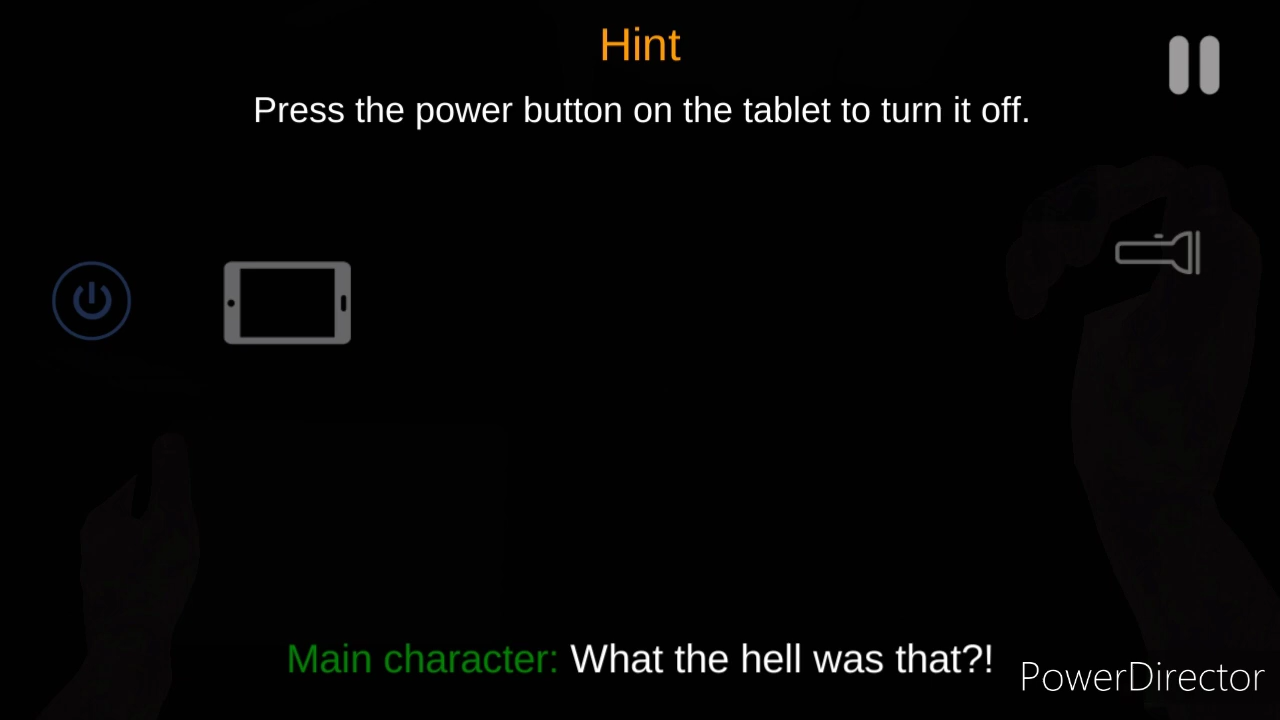 Hint
Press the power button on the tablet to turn it off.
Main character: What the hell was that?!
PowerDirector